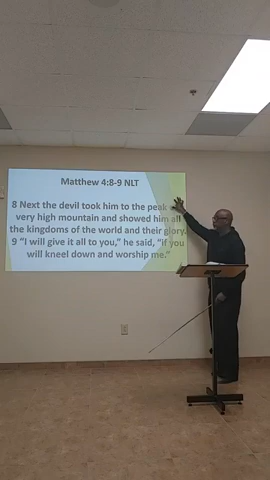 Matthew 4:8-9 NLT
8 Next the devil took him to the peak
very high mountain and showed him all
the kingdoms of the world and their glory.
9 “I will give it all to you,” he said, “if you
will kneel down and worship me.”